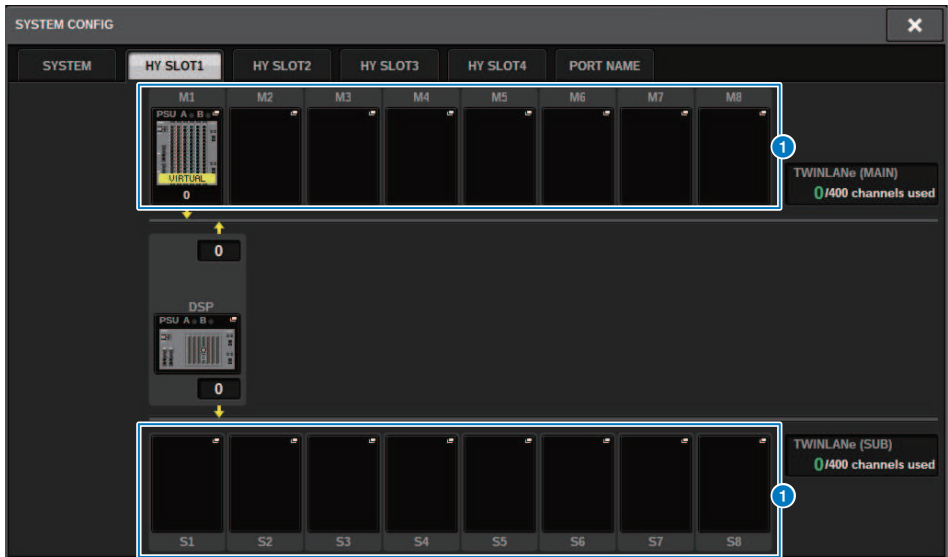 SYSTEM CONFIG
SYSTEM HY SLOT1 HY SLOT2 HY SLOT3 HY SLOT4 PORT NAME
M1 M2 M3 M4 M5 M6 M7 M8
PSU A B
VIRTUAL
0
1
TWINLANe (MAIN)
0/400 channels used
0
DSP
PSU A B
0
TWINLANe (SUB)
0/400 channels used
1
S1 S2 S3 S4 S5 S6 S7 S8